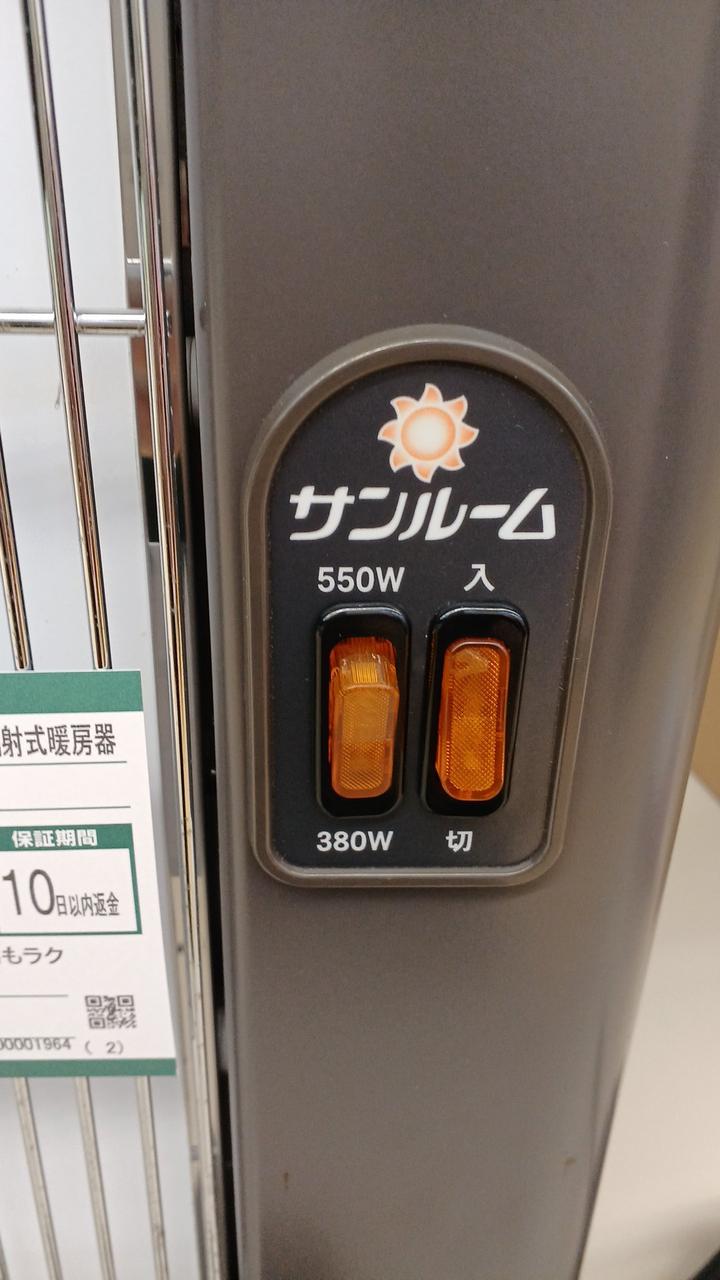 サンルーム
550W 入
380W 切
射式暖房器
保証期間
10日以内返金
もラク
00001964 ( 2)